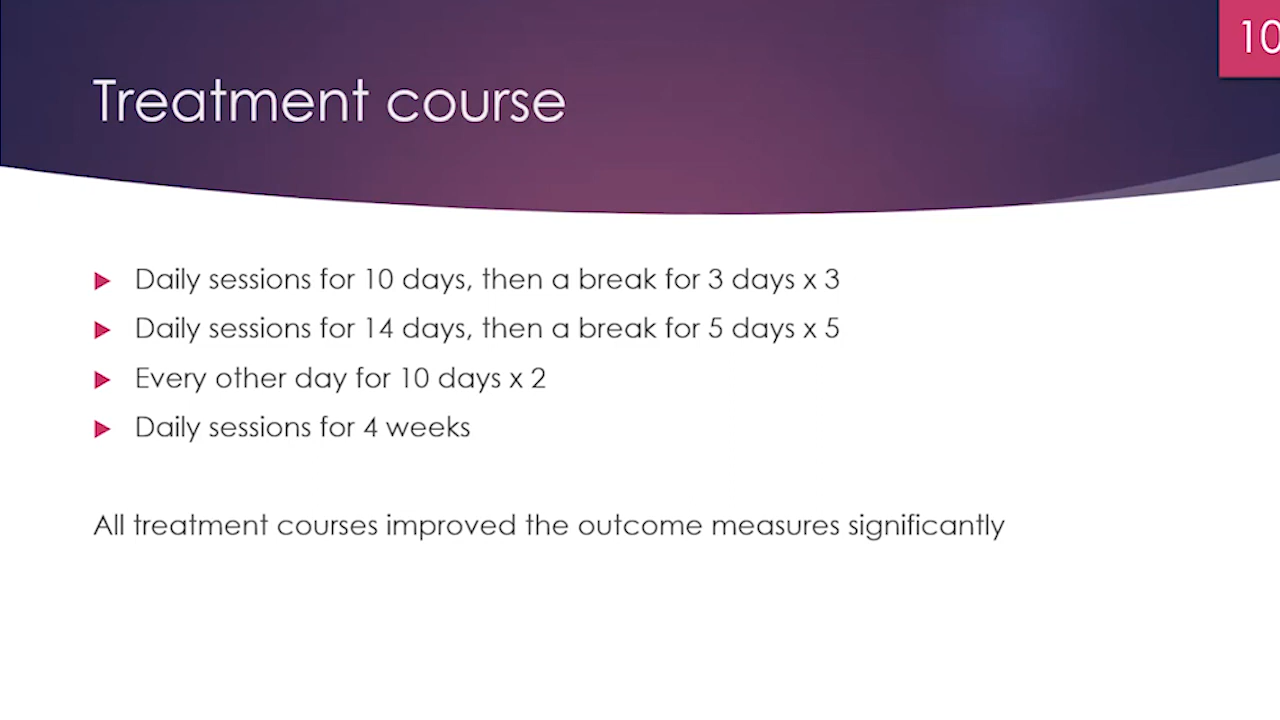 10
Treatment course
Daily sessions for 10 days, then a break for 3 days x 3
Daily sessions for 14 days, then a break for 5 days x 5
Every other day for 10 days x 2
Daily sessions for 4 weeks
All treatment courses improved the outcome measures significantly